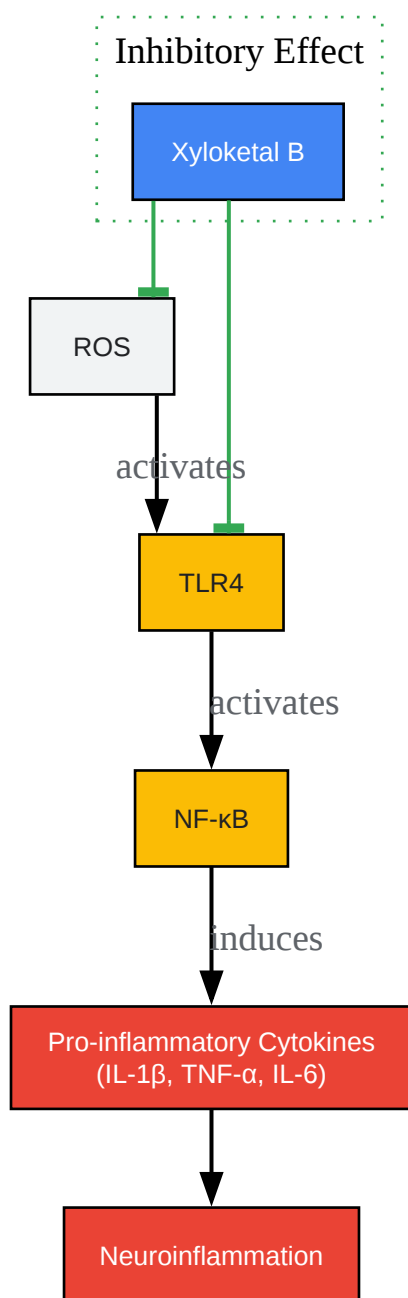 Inhibitory Effect
Xyloketal B
ROS
activates
TLR4
activates
NF-κB
induces
Pro-inflammatory Cytokines
(IL-1β, TNF-α, IL-6)
Neuroinflammation